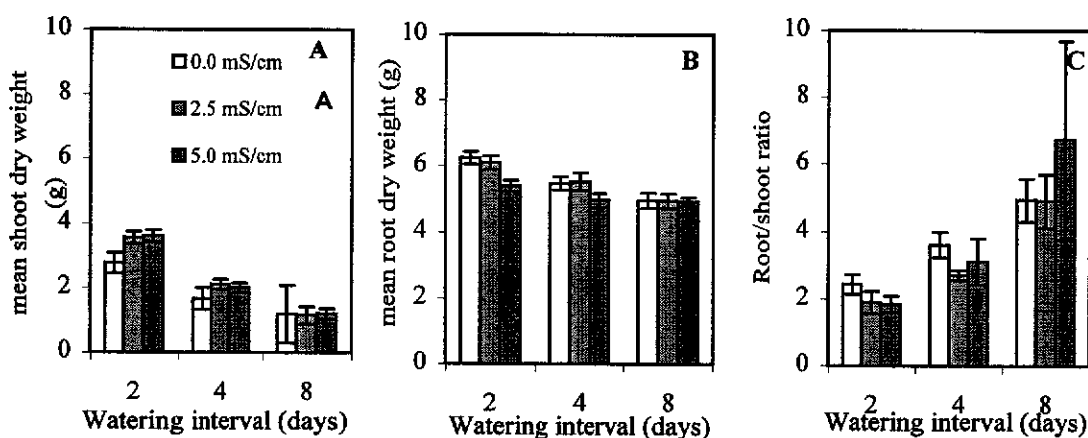 mean shoot dry weight
(g)
10
8
6
4
2
0
A
0.0 mS/cm
2.5 mS/cm
A
5.0 mS/cm
2 4 8
Watering interval (days)
mean root dry weight (g)
10
8
6
4
2
0
B
2 4 8
Watering interval (days)
Root/shoot ratio
10
8
6
4
2
0
C
2 4 8
Watering interval (days)